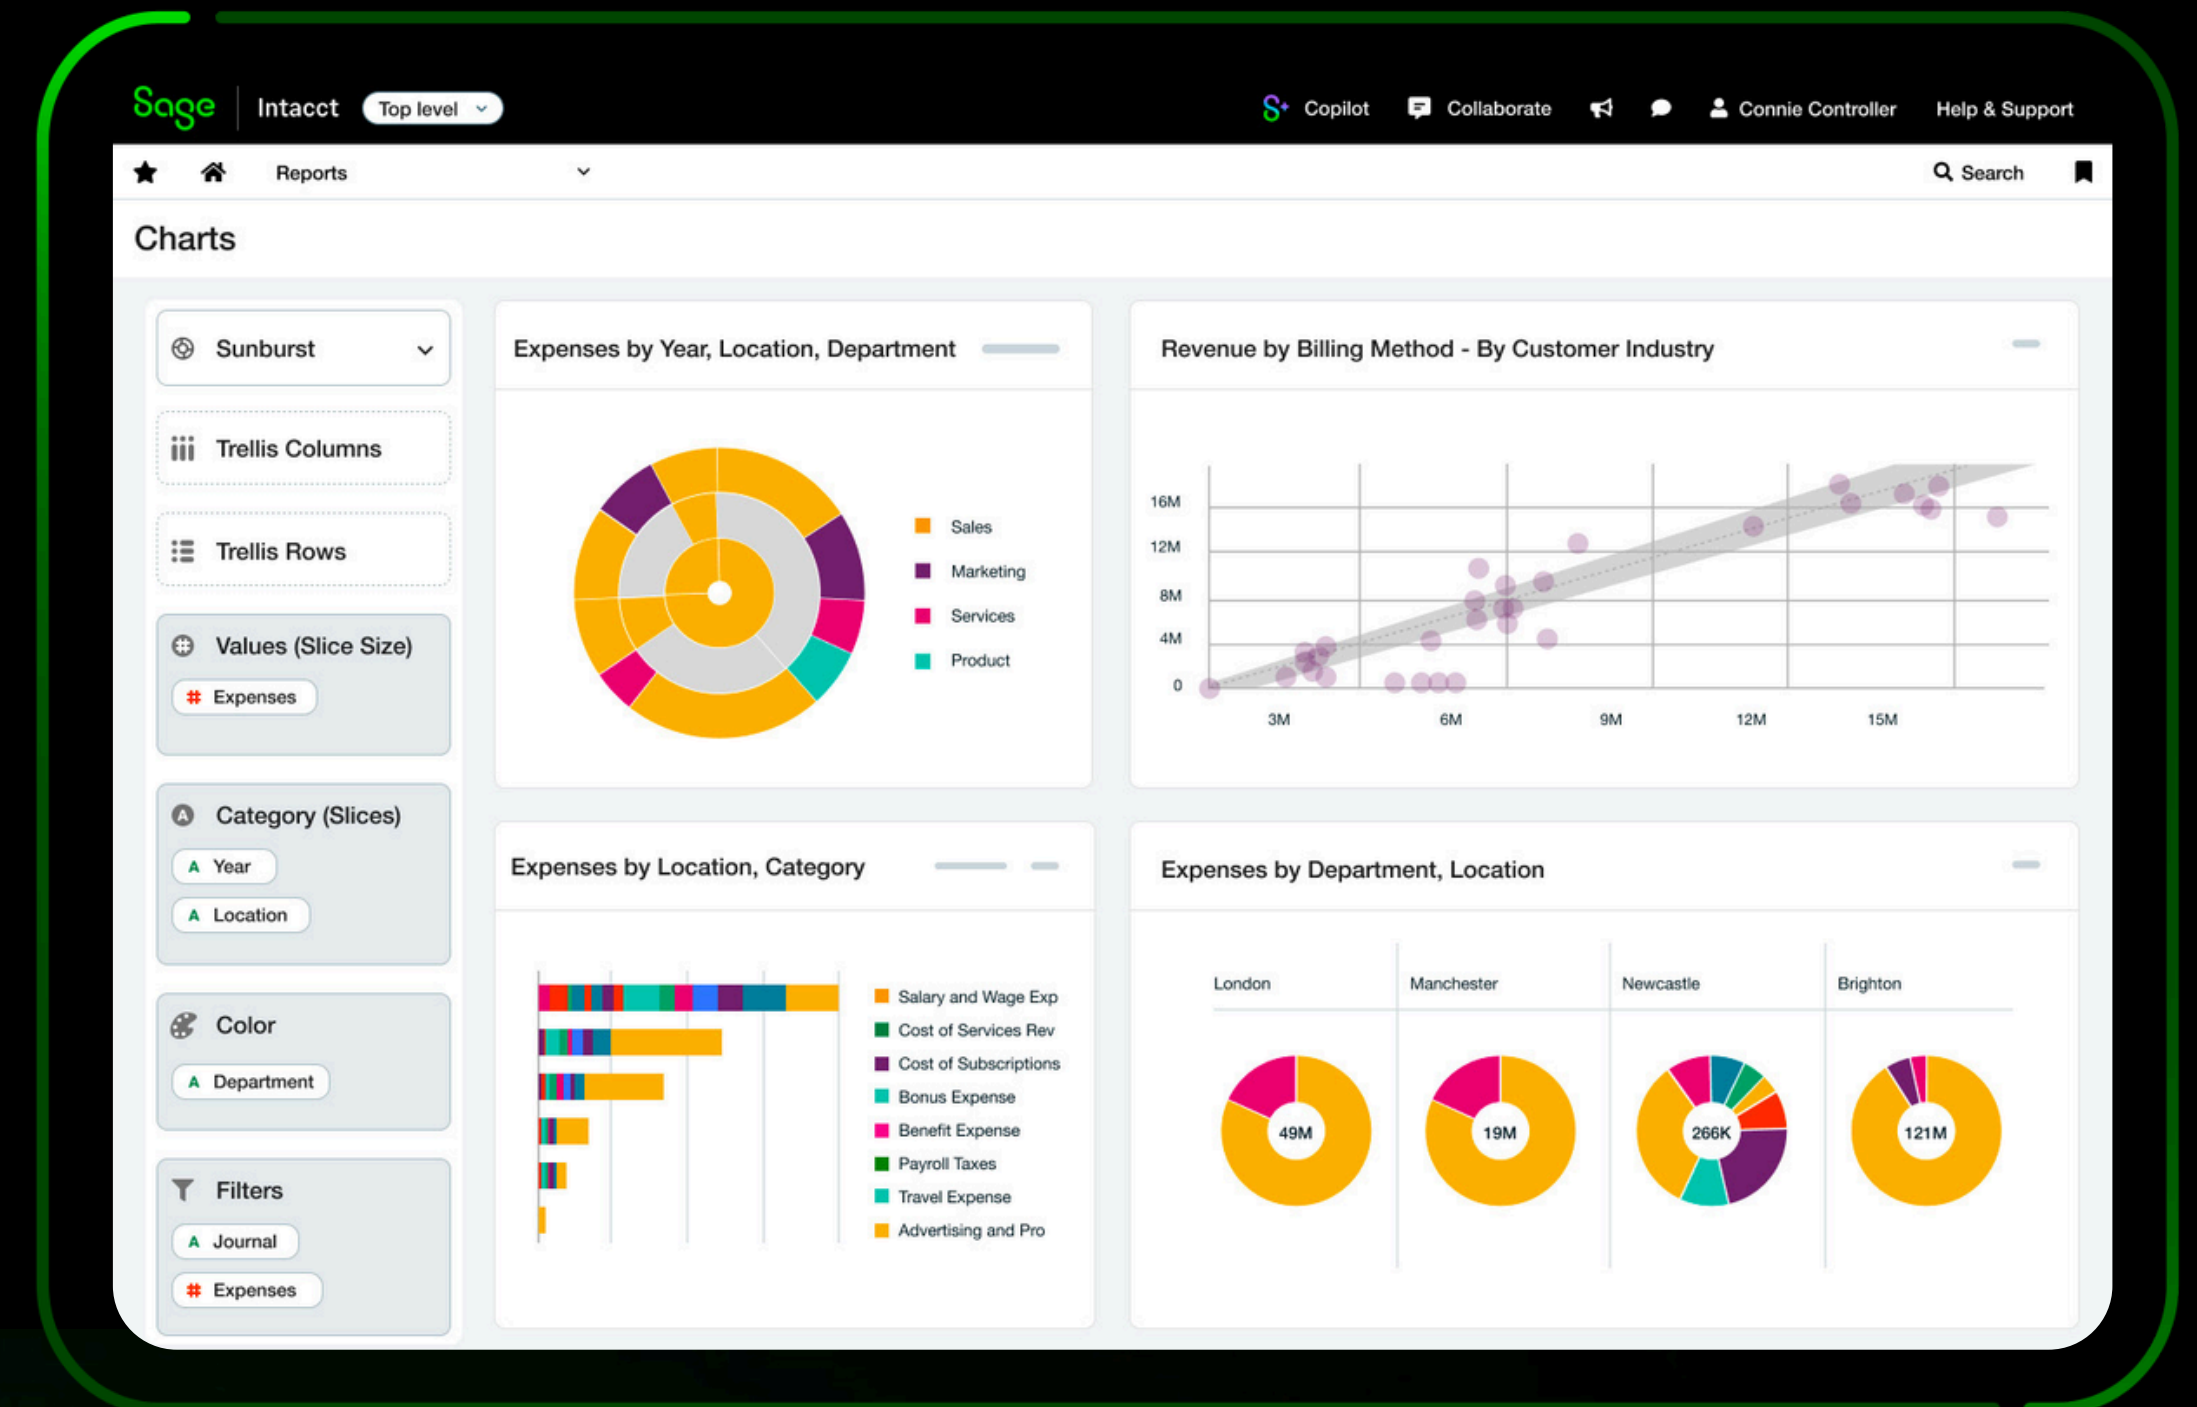 Sage Intacct Top level Copilot Collaborate Connie Controller Help & Support
Reports Search
Charts
Sunburst
Trellis Columns
Trellis Rows
Values (Slice Size)
# Expenses
A Category (Slices)
A Year
A Location
Color
A Department
Filters
A Journal
# Expenses
Expenses by Year, Location, Department
Sales
Marketing
Services
Product
Revenue by Billing Method - By Customer Industry
16M
12M
8M
4M
0
3M 6M 9M 12M 15M
Expenses by Location, Category
Salary and Wage Exp
Cost of Services Rev
Cost of Subscriptions
Bonus Expense
Benefit Expense
Payroll Taxes
Travel Expense
Advertising and Pro
Expenses by Department, Location
London Manchester Newcastle Brighton
49M 19M 266K 121M